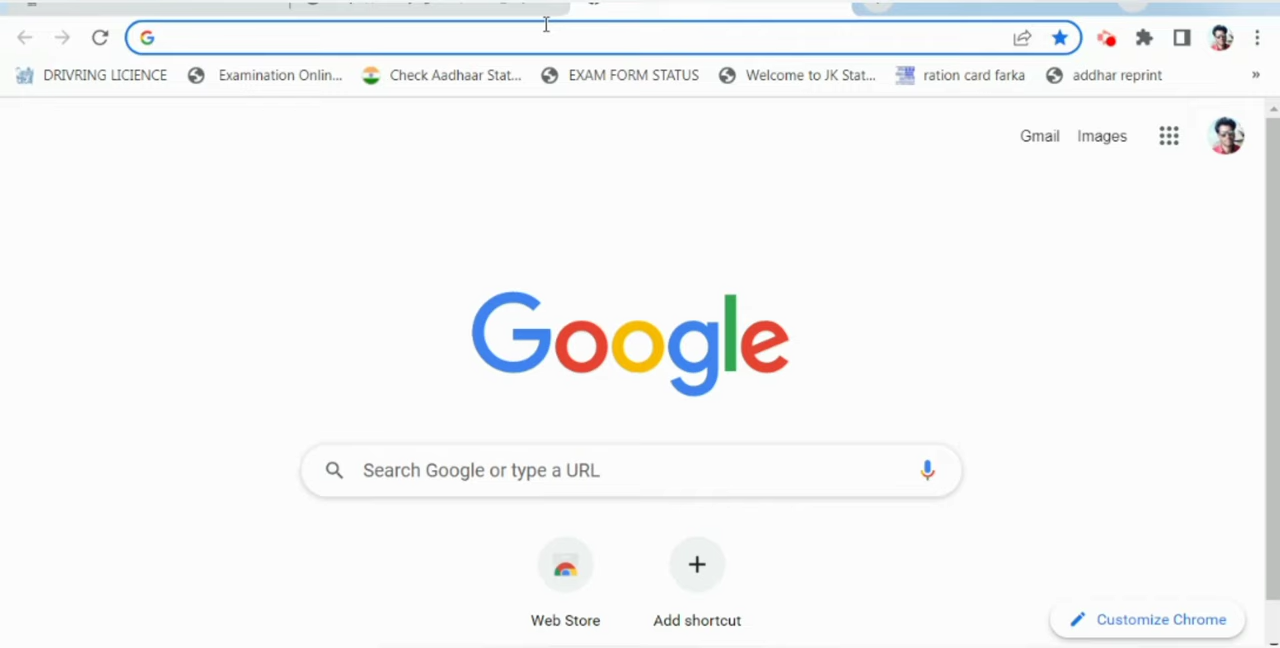 DRIVRING LICIENCE Examination Onlin... Check Aadhaar Stat... EXAM FORM STATUS Welcome to JK Stat... ration card farka addhar reprint »
Gmail Images
Google
Search Google or type a URL
Web Store Add shortcut
Customize Chrome